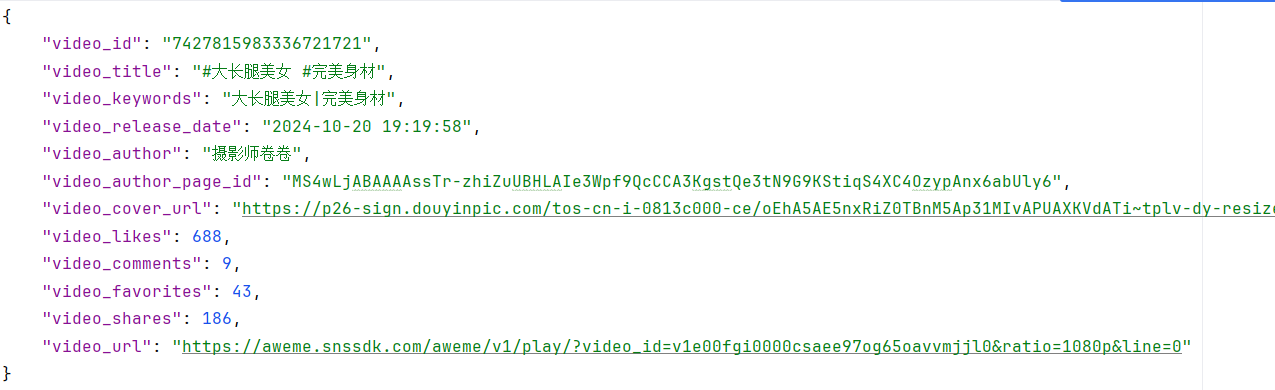 {
"video_id": "7427815983336721721",
"video_title": "#大长腿美女 #完美身材",
"video_keywords": "大长腿美女|完美身材",
"video_release_date": "2024-10-20 19:19:58",
"video_author": "摄影师卷卷",
"video_author_page_id": "MS4wLjABAAAAssTr-zhiZuUBHLAIe3Wpf9QcCCA3KgstQe3tN9G9KStiqS4XC4OzypAnx6abUly6",
"video_cover_url": "https://p26-sign.douyinpic.com/tos-cn-i-0813c000-ce/oEhA5AE5nxRiZ0TBnM5Ap31MIvAPUAXKVdATi~tplv-dy-resize
"video_likes": 688,
"video_comments": 9,
"video_favorites": 43,
"video_shares": 186,
"video_url": "https://aweme.snssdk.com/aweme/v1/play/?video_id=v1e00fgi0000csaee97og65oavvmjjl0&ratio=1080p&line=0"
}